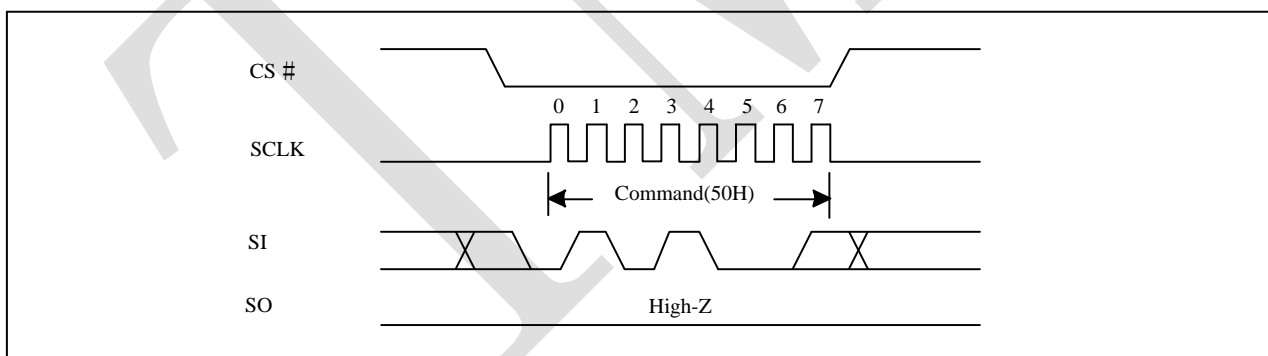 CS #
0 1 2 3 4 5 6 7
SCLK
Command(50H)
SI
SO
High-Z